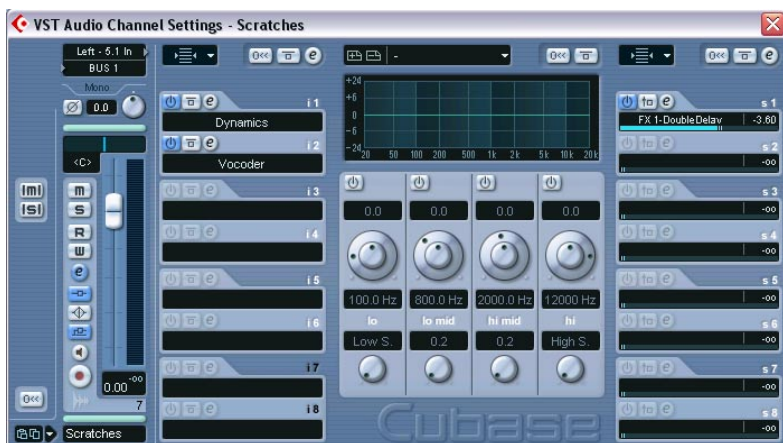 VST Audio Channel Settings - Scratches
Left - 5.1 In
BUS 1
Mono
0.0
<C>
m
S
R
W
e
[m]
[S]
0.00
-oo
7
Scratches
e
e
i 1
Dynamics
e
i 2
Vocoder
e
i 3
e
i 4
e
i 5
e
i 6
i 7
e
i 8
-
+24
+6
0
-6
-24
20 50 100 200 500 1k 2k 5k 10k 20k
0.0 0.0 0.0 0.0
100.0 Hz 800.0 Hz 2000.0 Hz 12000 Hz
lo lo mid hi mid hi
Low S. 0.2 0.2 High S.
Cubase
e
e
s 1
FX 1-DoubleDelay -3.60
-oo
e
s 3
-oo
e
s 4
-oo
e
s 5
-oo
e
s 6
-oo
e
s 7
-oo
e
s 8
-oo